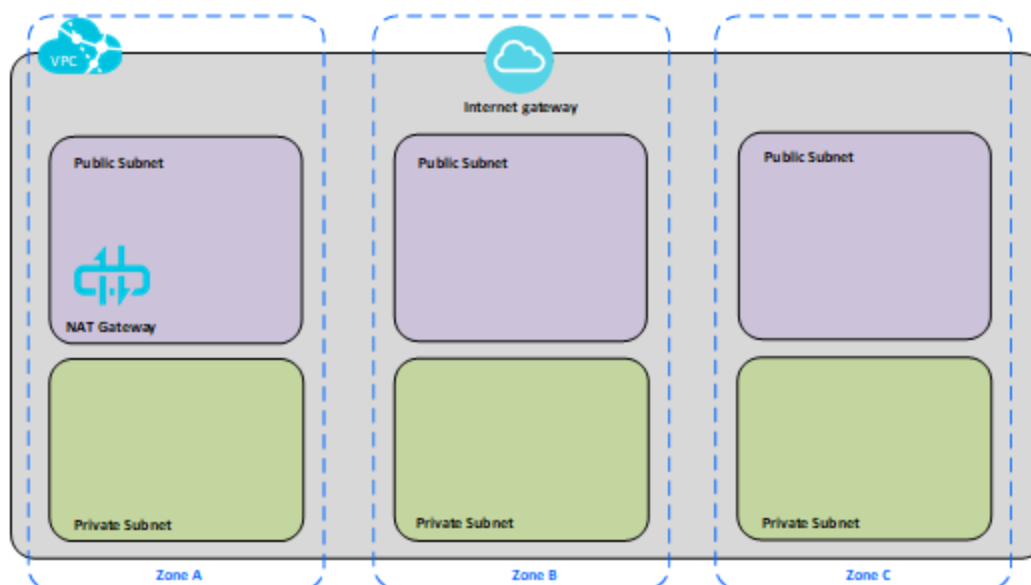 VPC
Internet gateway
Public Subnet
Public Subnet
Public Subnet
NAT Gateway
Private Subnet
Private Subnet
Private Subnet
Zone A
Zone B
Zone C